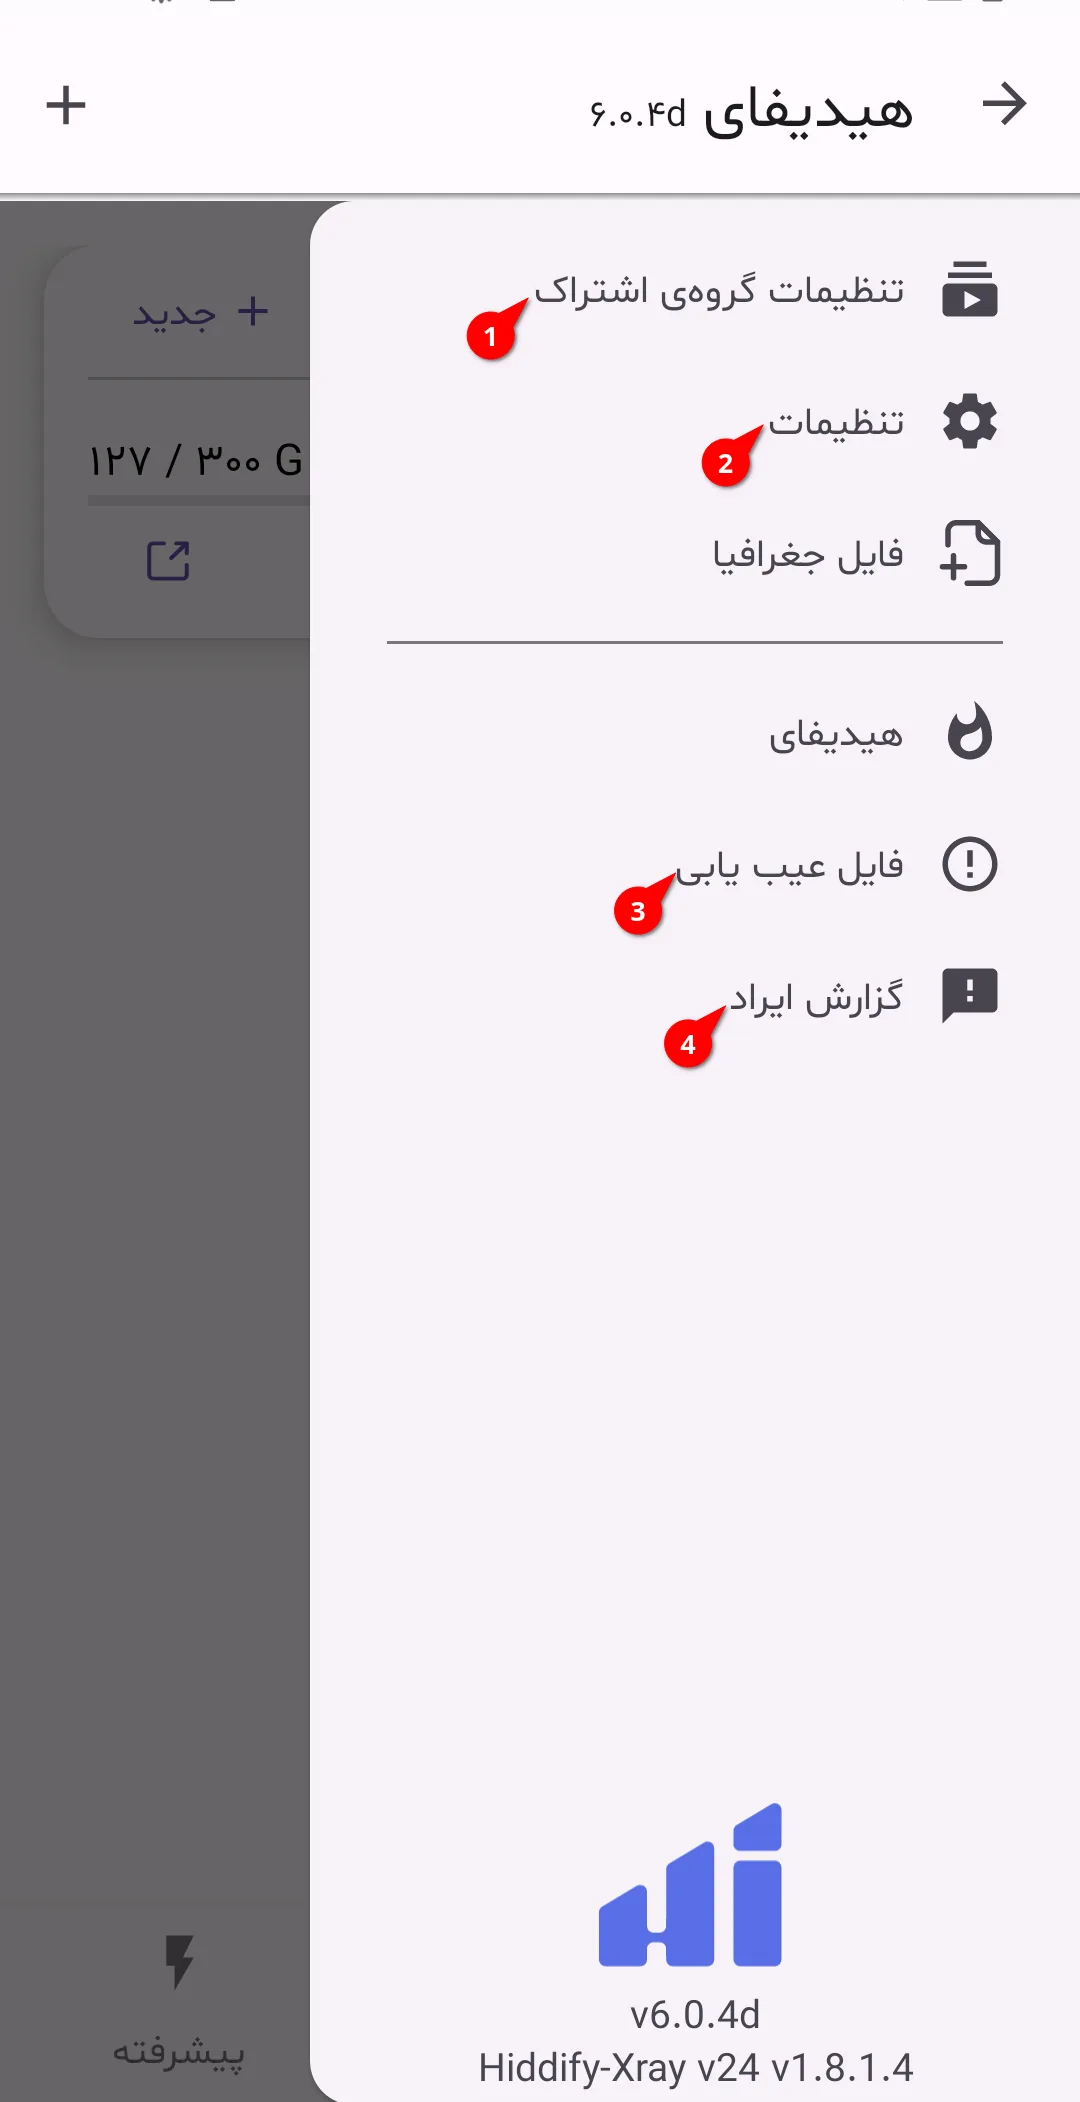 هیدیفای ۶.۰.۴d
تنظیمات گروه‌ی اشتراک
1
تنظیمات
2
فایل جغرافیا
هیدیفای
فایل عیب یابی
3
گزارش ایراد
4
+ جدید
۱۲۷ / ۳۰۰ G
پیشرفته
v6.0.4d
Hiddify-Xray v24 v1.8.1.4